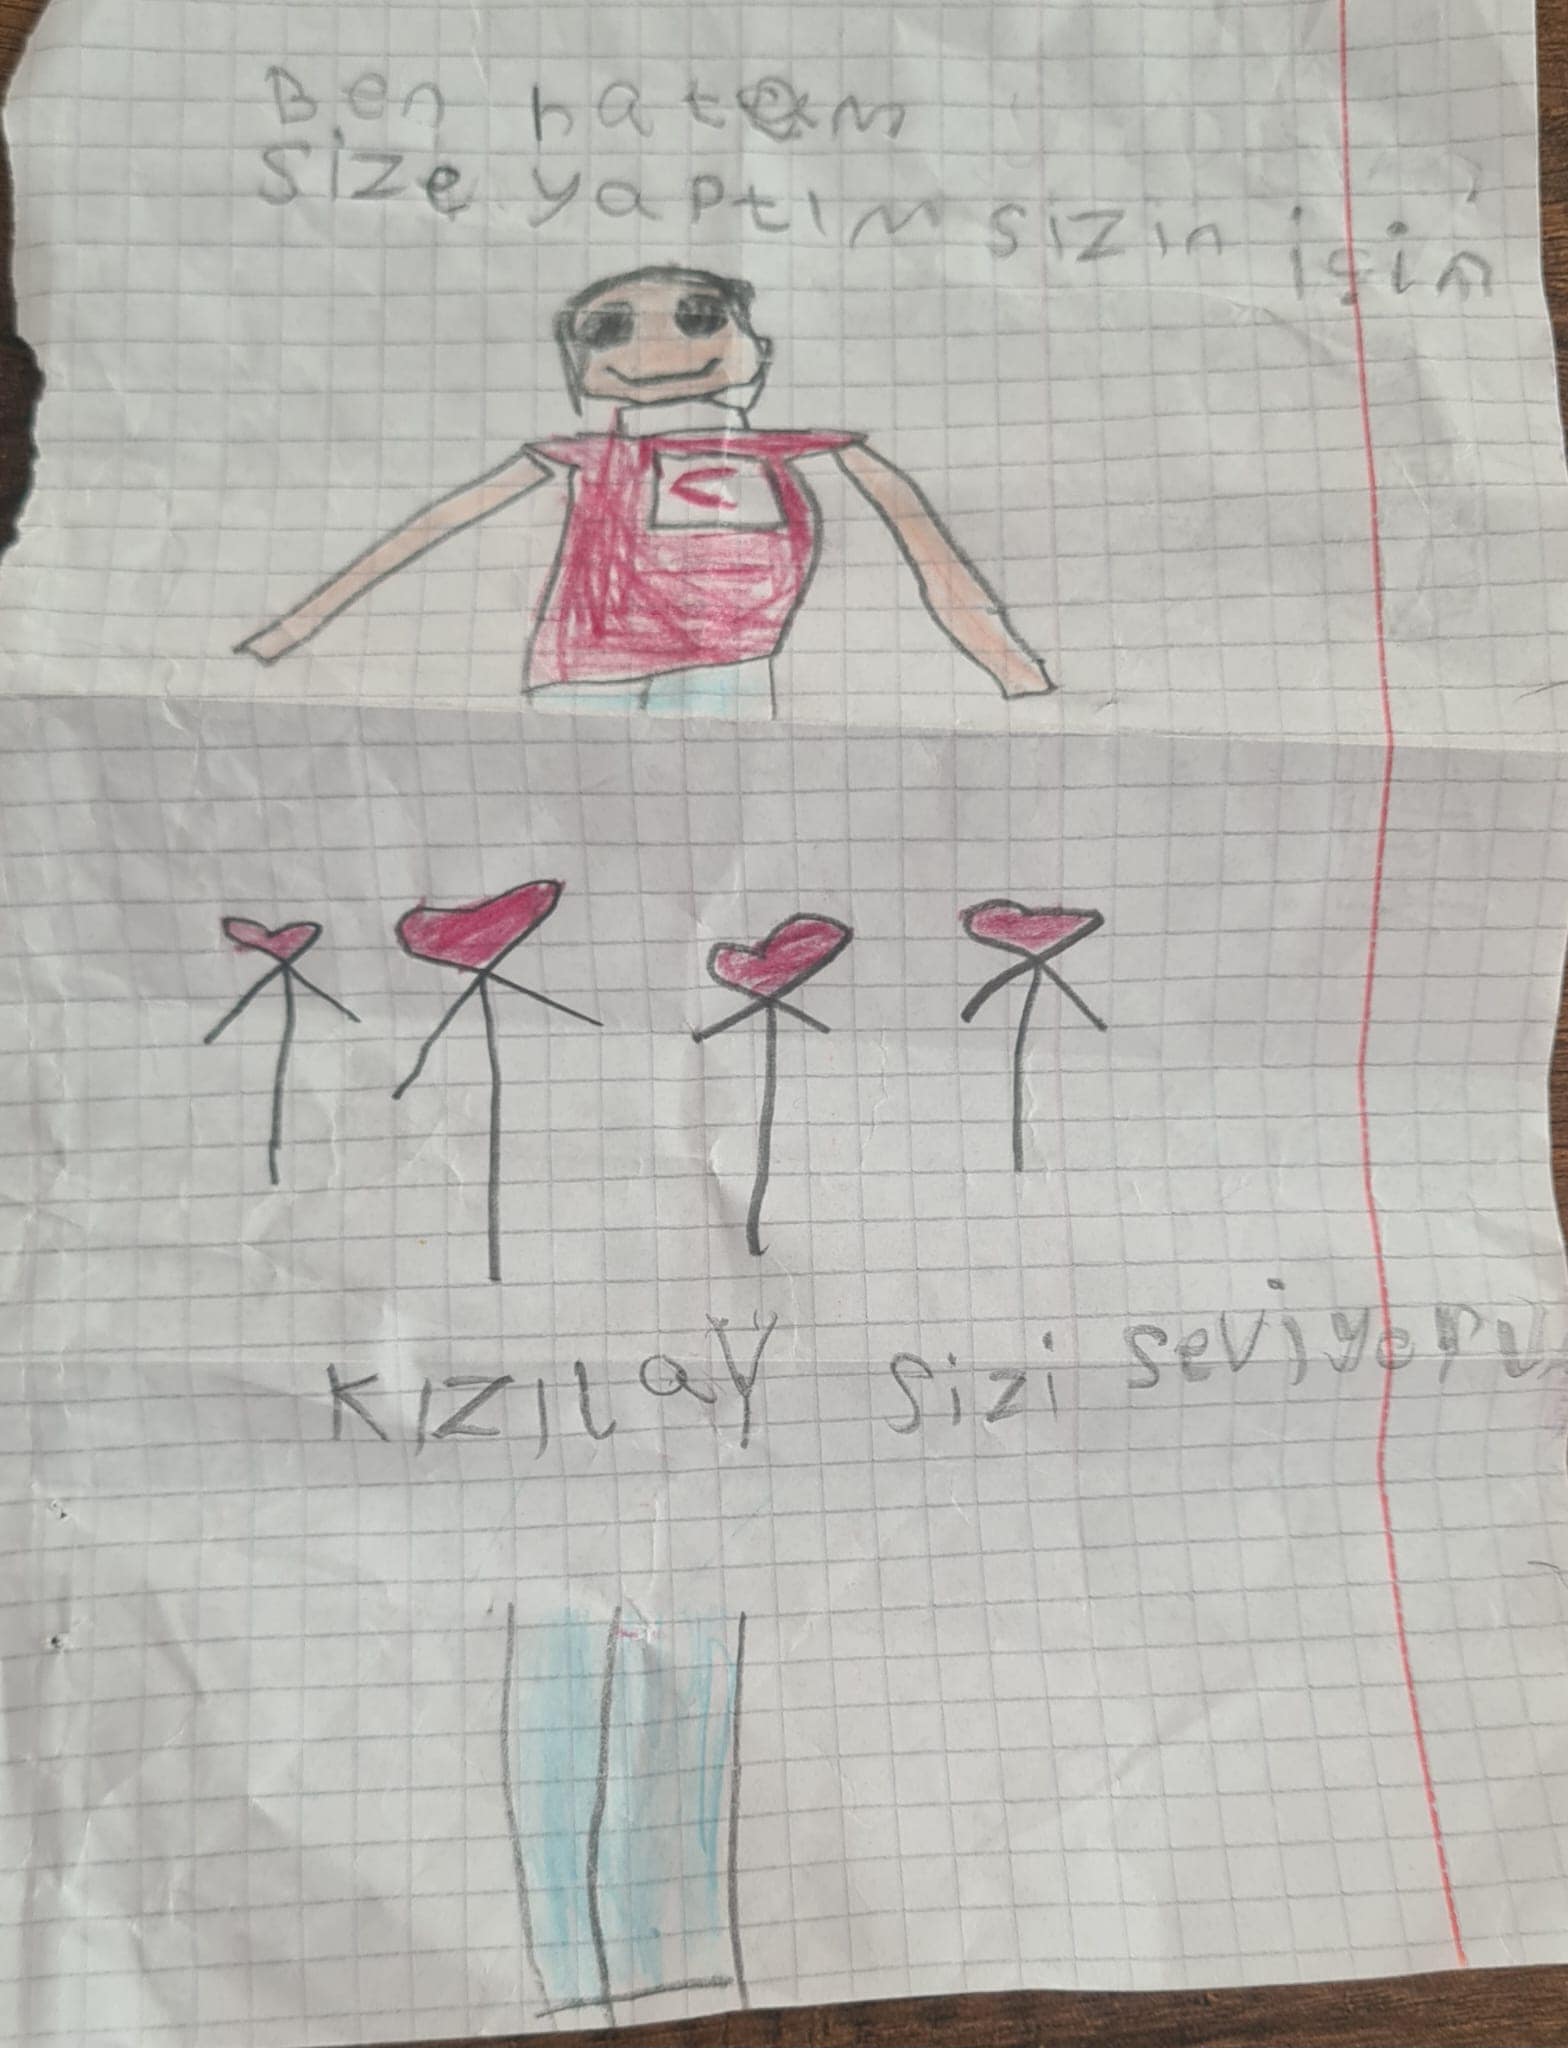 Ben hatem
size yaptım sizin için
KIZILaY Sizi seviyoru